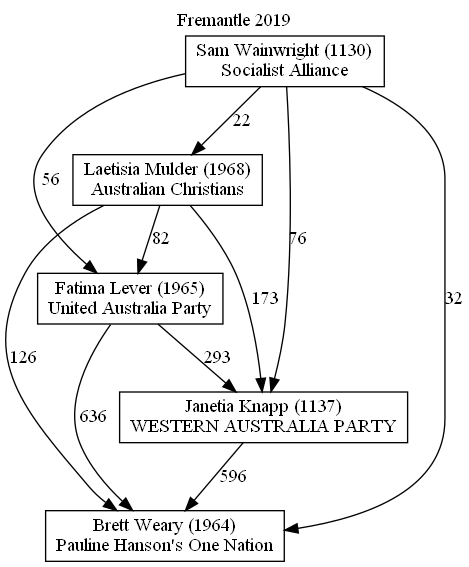 Fremantle 2019
Sam Wainwright (1130)
Socialist Alliance
22
Laetisia Mulder (1968)
Australian Christians
56
82
76
32
Fatima Lever (1965)
United Australia Party
173
126
293
636
Janetia Knapp (1137)
WESTERN AUSTRALIA PARTY
596
Brett Weary (1964)
Pauline Hanson's One Nation